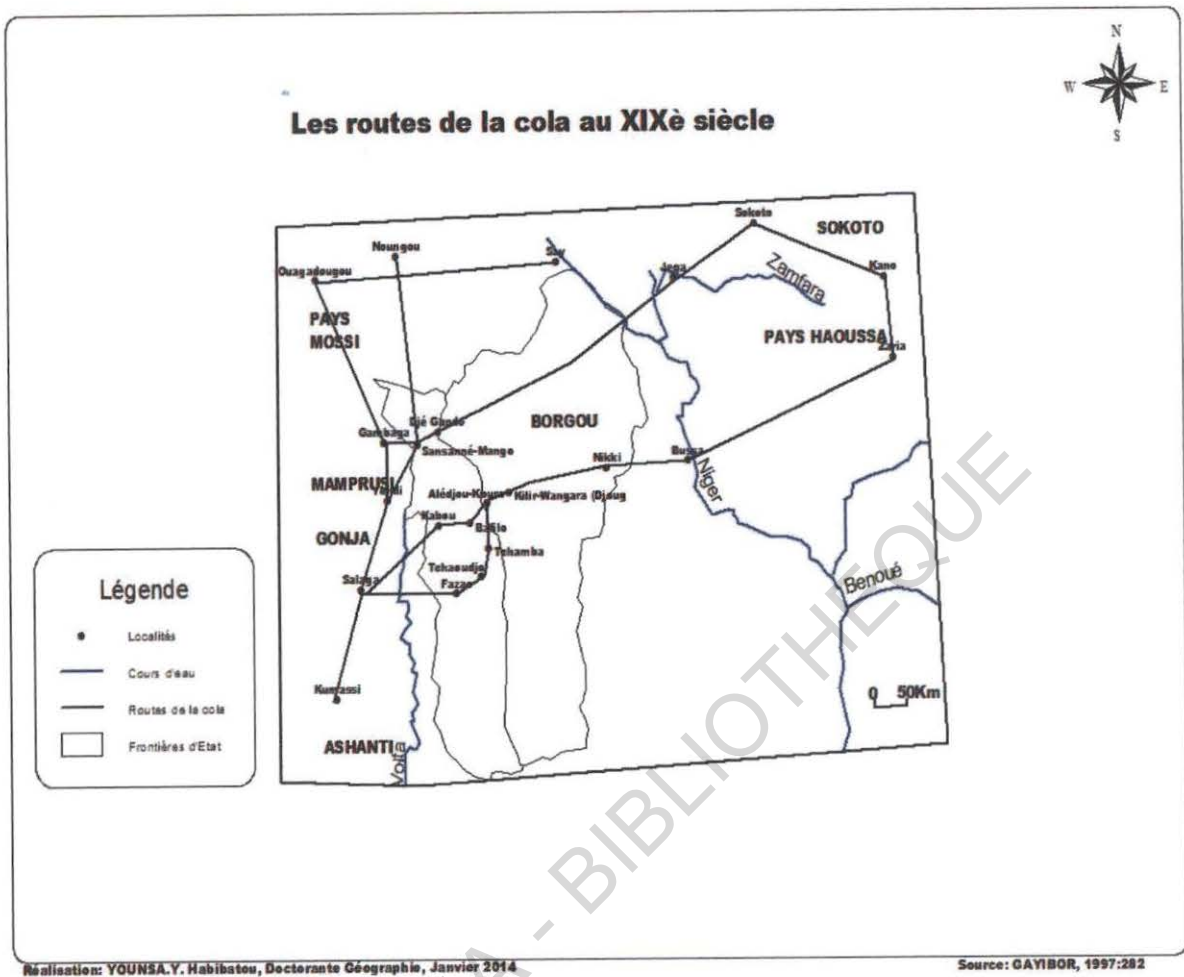 N
W E
S
Les routes de la cola au XIXè siècle
Sokoto
SOKOTO
Noungou
Say
Ouagadougou
Jega
Kano
Zamfara
PAYS
MOSSI
PAYS HAOUSSA
Zaria
Djé Gando
BORGOU
Gambaga
Sansanné-Mango
Nikki
Bussa
Niger
MAMPRUSI
Yendi
Alédjou-Koura
Kilir-Wangara (Djoug
Kabou
Bafilo
GONJA
Tchamba
Tchaoudjo
Benoué
Salaga
Fazao
Kumassi
0 50Km
ASHANTI
Volta
Légende
Localités
Cours d'eau
Routes de la cola
Frontières d'Etat
A - BIBLIOTHEQUE
Réalisation: YOUNSA.Y. Habibatou, Doctorante Géographie, Janvier 2014
Source: GAYIBOR, 1997:282